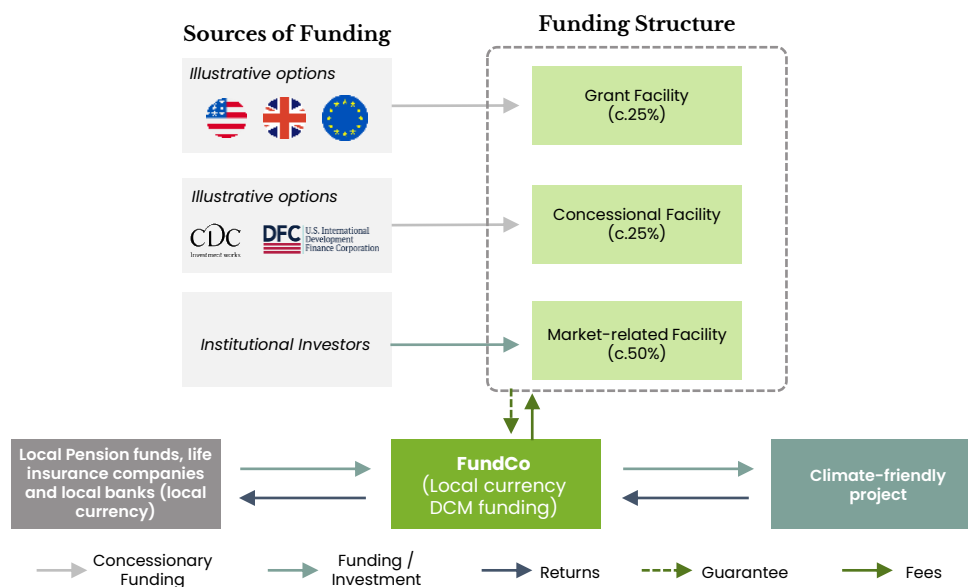 Sources of Funding
Funding Structure
Illustrative options
Grant Facility
(c.25%)
Illustrative options
CDC
Investment works
DFC
U.S. International
Development
Finance Corporation
Concessional Facility
(c.25%)
Institutional Investors
Market-related Facility
(c.50%)
Local Pension funds, life
insurance companies
and local banks (local
currency)
FundCo
(Local currency
DCM funding)
Climate-friendly
project
Concessionary
Funding
Funding /
Investment
Returns
Guarantee
Fees